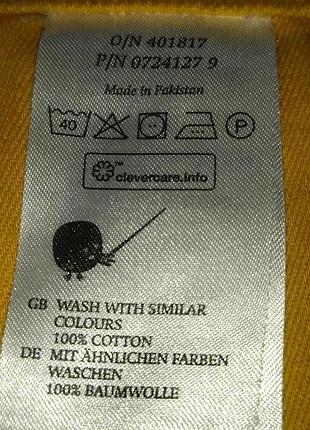 O/N 401817
P/N 0724127 9
Made in Pakistan
40 P
™ clevercare.info
GB WASH WITH SIMILAR
COLOURS
100% COTTON
DE MIT ÄHNLICHEN FARBEN
WASCHEN
100% BAUMWOLLE